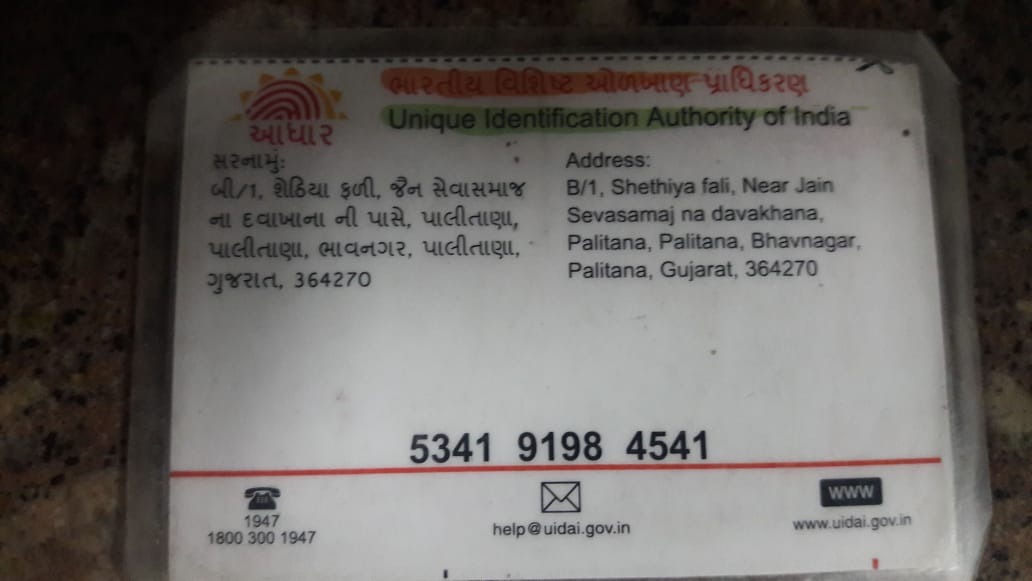 ભારતીય વિશિષ્ટ ઓળખાણ પ્રાધિકરણ
Unique Identification Authority of India
આધાર
સરનામું:
બી/1, શેઠિયા ફળી, જૈન સેવાસમાજ
ના દવાખાના ની પાસે, પાલીતાણા,
પાલીતાણા, ભાવનગર, પાલીતાણા,
ગુજરાત, 364270
Address:
B/1, Shethiya fali, Near Jain
Sevasamaj na davakhana,
Palitana, Palitana, Bhavnagar,
Palitana, Gujarat, 364270
5341 9198 4541
1947
1800 300 1947
help@uidai.gov.in
WWW
www.uidai.gov.in